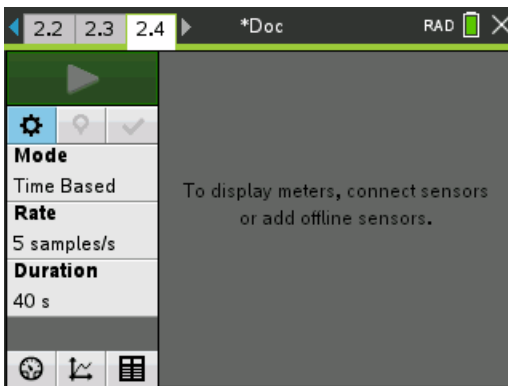 2.2 2.3 2.4 *Doc RAD
Mode
Time Based
Rate
5 samples/s
Duration
40 s
To display meters, connect sensors
or add offline sensors.